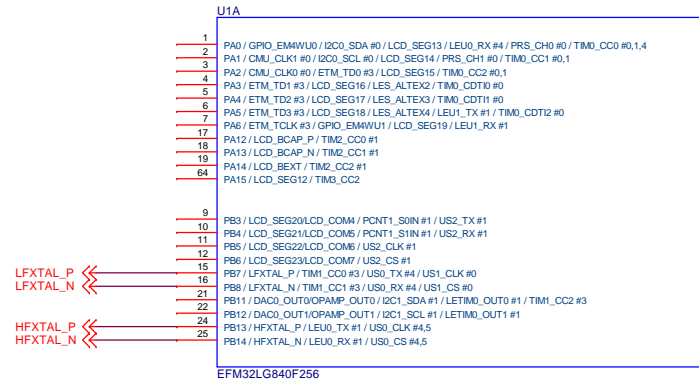 U1A
1 PA0 / GPIO_EM4WU0 / I2C0_SDA #0 / LCD_SEG13 / LEU0_RX #4 / PRS_CH0 #0 / TIM0_CC0 #0,1,4
2 PA1 / CMU_CLK1 #0 / I2C0_SCL #0 / LCD_SEG14 / PRS_CH1 #0 / TIM0_CC1 #0,1
3 PA2 / CMU_CLK0 #0 / ETM_TD0 #3 / LCD_SEG15 / TIM0_CC2 #0,1
4 PA3 / ETM_TD1 #3 / LCD_SEG16 / LES_ALTEX2 / TIM0_CDTI0 #0
5 PA4 / ETM_TD2 #3 / LCD_SEG17 / LES_ALTEX3 / TIM0_CDTI1 #0
6 PA5 / ETM_TD3 #3 / LCD_SEG18 / LES_ALTEX4 / LEU1_TX #1 / TIM0_CDTI2 #0
7 PA6 / ETM_TCLK #3 / GPIO_EM4WU1 / LCD_SEG19 / LEU1_RX #1
17 PA12 / LCD_BCAP_P / TIM2_CC0 #1
18 PA13 / LCD_BCAP_N / TIM2_CC1 #1
19 PA14 / LCD_BEXT / TIM2_CC2 #1
64 PA15 / LCD_SEG12 / TIM3_CC2
9 PB3 / LCD_SEG20/LCD_COM4 / PCNT1_S0IN #1 / US2_TX #1
10 PB4 / LCD_SEG21/LCD_COM5 / PCNT1_S1IN #1 / US2_RX #1
11 PB5 / LCD_SEG22/LCD_COM6 / US2_CLK #1
12 PB6 / LCD_SEG23/LCD_COM7 / US2_CS #1
LFXTAL_P 15 PB7 / LFXTAL_P / TIM1_CC0 #3 / US0_TX #4 / US1_CLK #0
LFXTAL_N 16 PB8 / LFXTAL_N / TIM1_CC1 #3 / US0_RX #4 / US1_CS #0
21 PB11 / DAC0_OUT0/OPAMP_OUT0 / I2C1_SDA #1 / LETIM0_OUT0 #1 / TIM1_CC2 #3
22 PB12 / DAC0_OUT1/OPAMP_OUT1 / I2C1_SCL #1 / LETIM0_OUT1 #1
HFXTAL_P 24 PB13 / HFXTAL_P / LEU0_TX #1 / US0_CLK #4,5
HFXTAL_N 25 PB14 / HFXTAL_N / LEU0_RX #1 / US0_CS #4,5
EFM32LG840F256